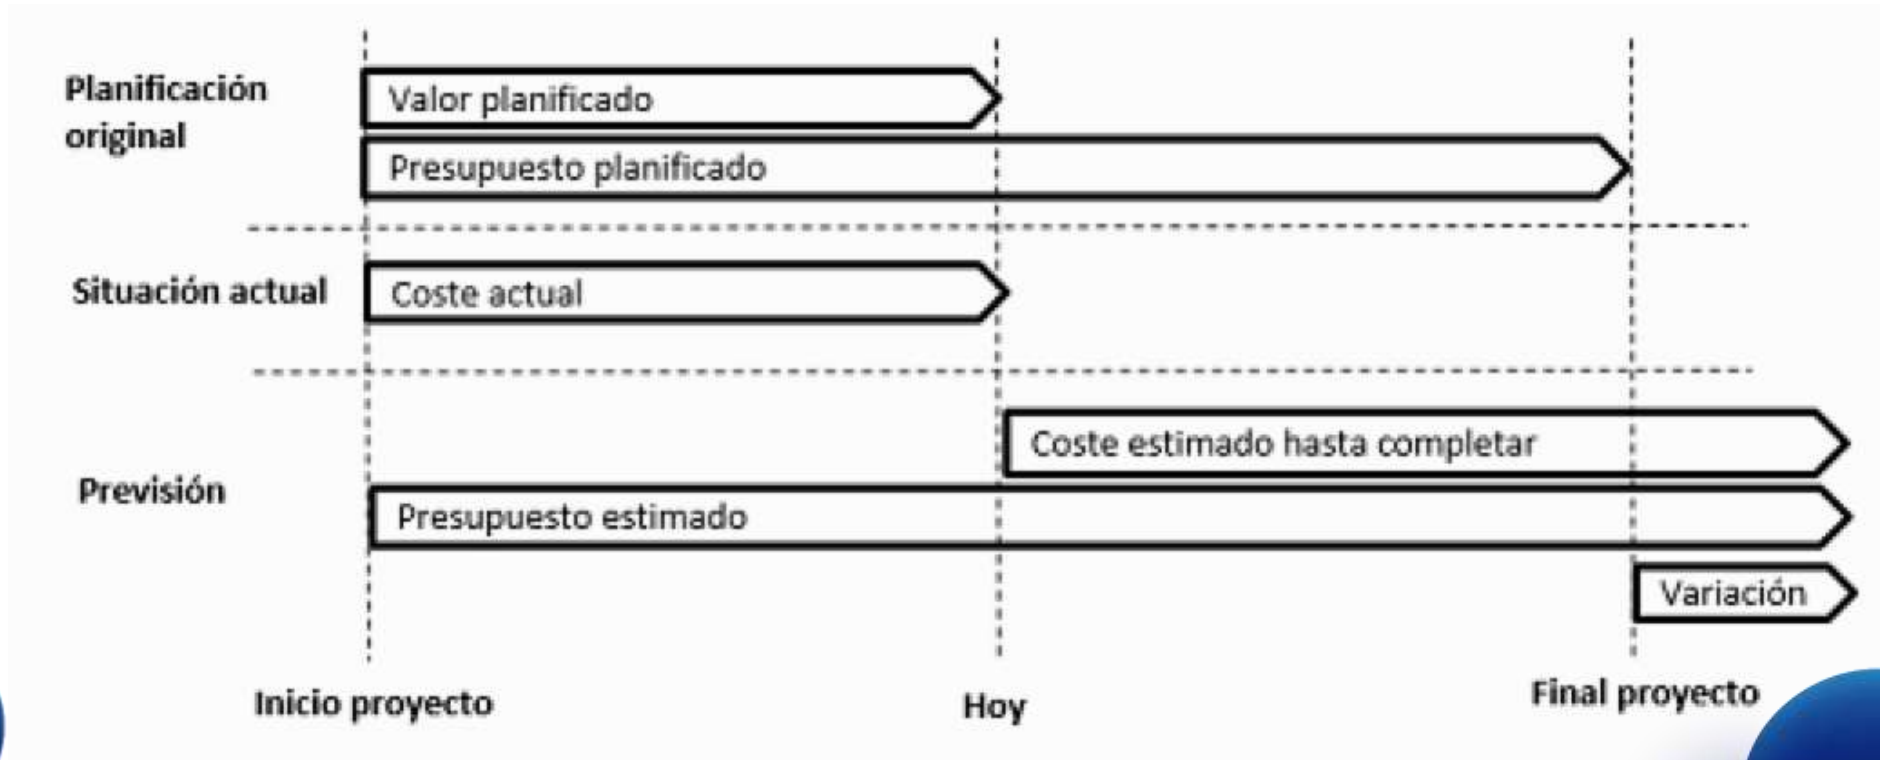 Planificación
original
Valor planificado
Presupuesto planificado
Situación actual
Coste actual
Previsión
Coste estimado hasta completar
Presupuesto estimado
Variación
Inicio proyecto
Hoy
Final proyecto